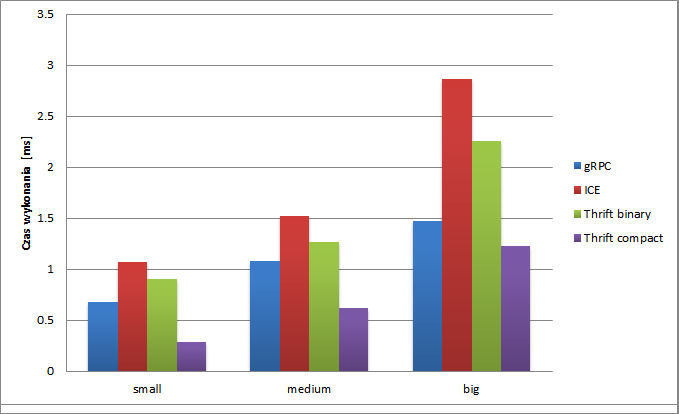 3.5
3
2.5
2
1.5
1
0.5
0
Czas wykonania [ms]
small
medium
big
gRPC
ICE
Thrift binary
Thrift compact